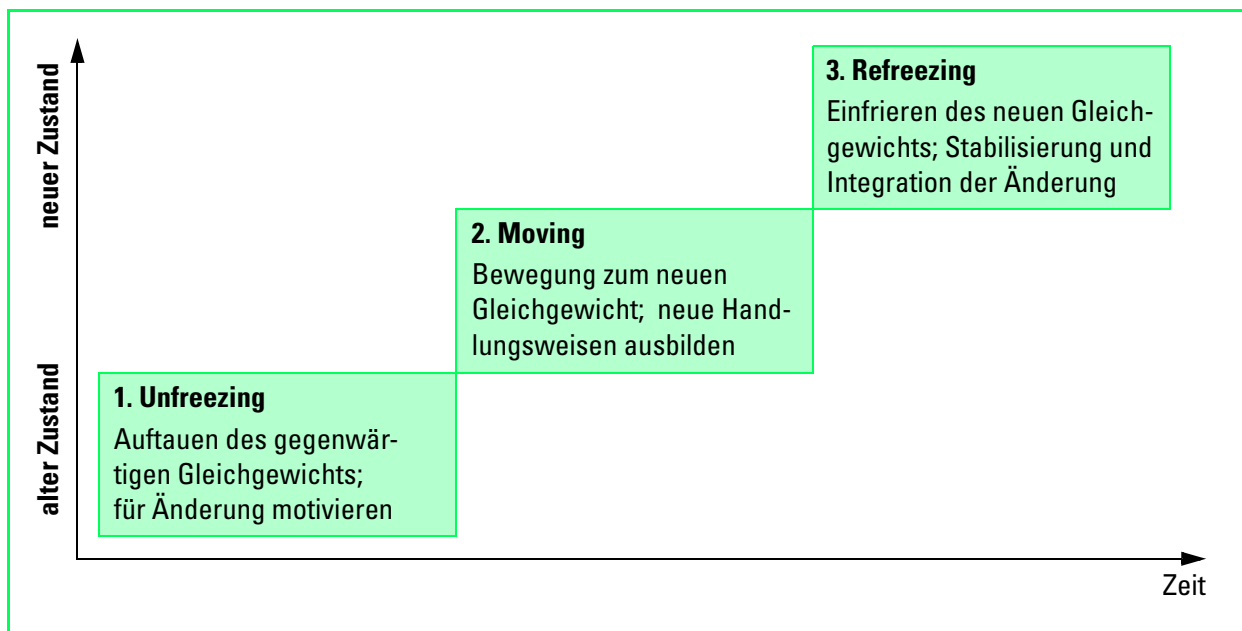 neuer Zustand
alter Zustand
3. Refreezing
Einfrieren des neuen Gleich-
gewichts; Stabilisierung und
Integration der Änderung
2. Moving
Bewegung zum neuen
Gleichgewicht;  neue Hand-
lungsweisen ausbilden
1. Unfreezing
Auftauen des gegenwär-
tigen Gleichgewichts;
für Änderung motivieren
Zeit